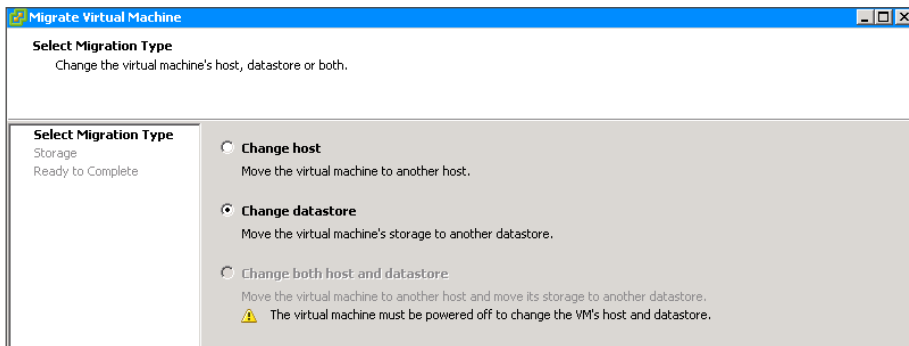 Migrate Virtual Machine
Select Migration Type
Change the virtual machine's host, datastore or both.
Select Migration Type
Storage
Ready to Complete
Change host
Move the virtual machine to another host.
Change datastore
Move the virtual machine's storage to another datastore.
Change both host and datastore
Move the virtual machine to another host and move its storage to another datastore.
The virtual machine must be powered off to change the VM's host and datastore.